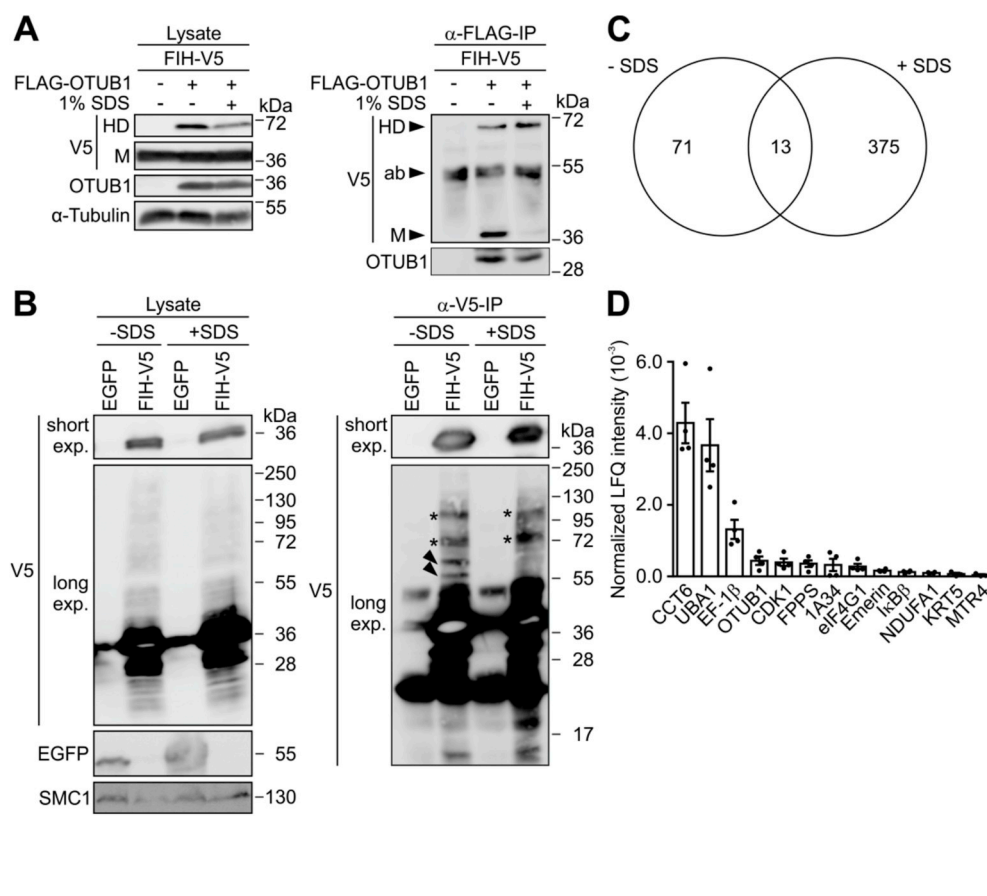 A
Lysate
FIH-V5
FLAG-OTUB1 - + +
1% SDS - - +
kDa
HD
V5
M
OTUB1
α-Tubulin
72
36
36
55
α-FLAG-IP
FIH-V5
FLAG-OTUB1 - + +
1% SDS - - +
kDa
HD
ab
V5
M
OTUB1
72
55
36
28
C
- SDS
+ SDS
71
13
375
B
Lysate
-SDS +SDS
EGFP
FIH-V5
EGFP
FIH-V5
kDa
short
exp.
36
250
130
95
72
55
36
28
V5
long
exp.
EGFP
55
SMC1
130
α-V5-IP
-SDS +SDS
EGFP
FIH-V5
EGFP
FIH-V5
short
exp.
kDa
36
250
130
95
72
55
36
28
17
V5
long
exp.
* *
* *
D
Normalized LFQ intensity (10⁻³)
6.0
4.0
2.0
0.0
CCT6
UBA1
EF-1β
OTUB1
CDK1
FPPS
1A34
eIF4G1
Emerin
IκBβ
NDUFA1
KRT5
MTR4